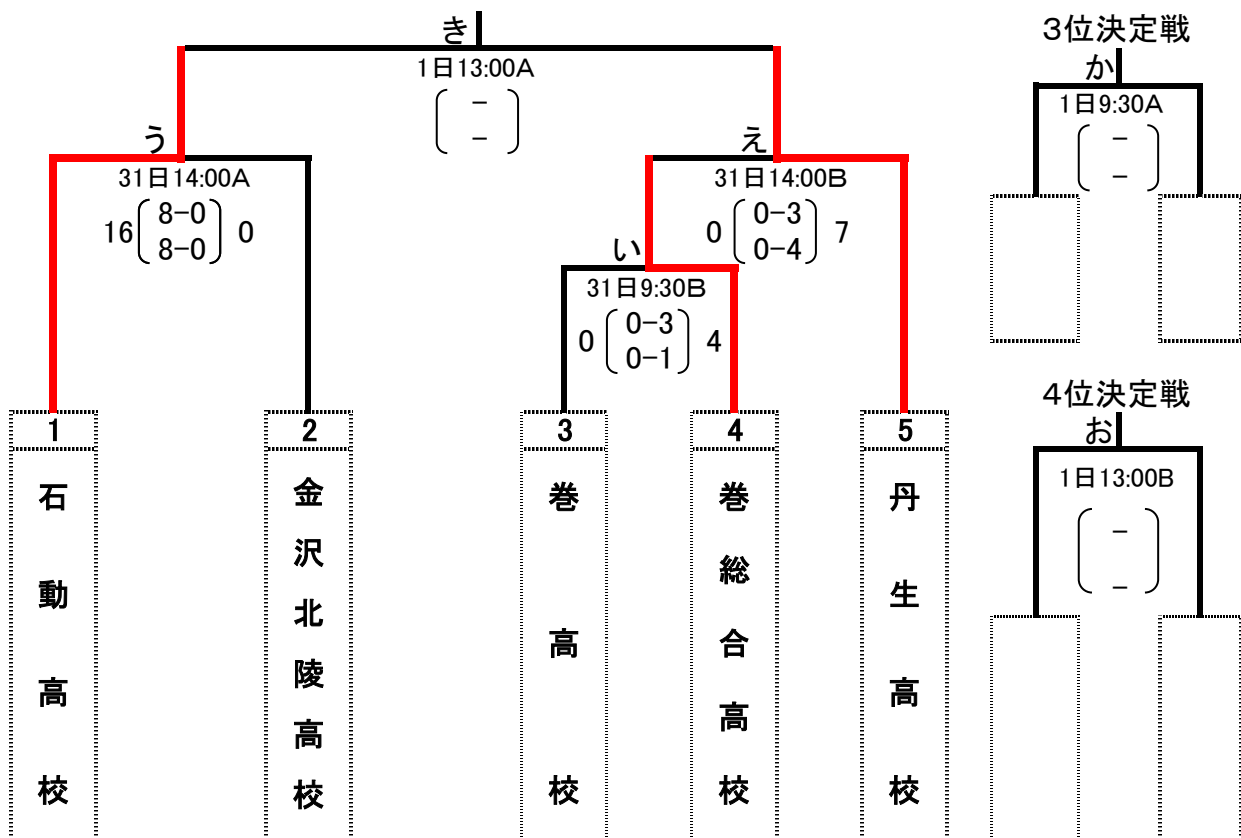 き
1日13:00A
-
-
う
31日14:00A
16 8-0 0
8-0
え
31日14:00B
0 0-3 7
0-4
い
31日9:30B
0 0-3 4
0-1
1
石動高校
2
金沢北陵高校
3
巻高校
4
巻総合高校
5
丹生高校
3位決定戦
か
1日9:30A
-
-
4位決定戦
お
1日13:00B
-
-